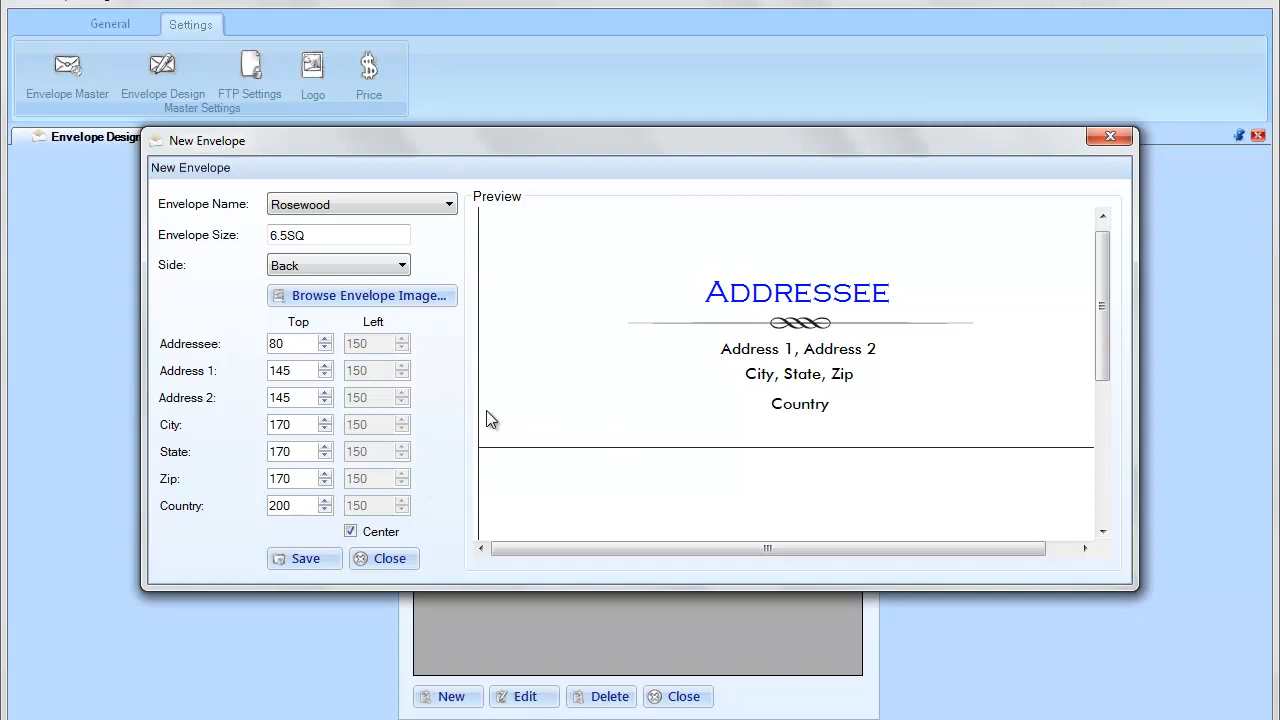 General Settings
Envelope Master Envelope Design FTP Settings Logo Price
Master Settings
Envelope Design
New Envelope
New Envelope
Envelope Name: Rosewood
Envelope Size: 6.5SQ
Side: Back
Browse Envelope Image...
Top Left
Addressee: 80 150
Address 1: 145 150
Address 2: 145 150
City: 170 150
State: 170 150
Zip: 170 150
Country: 200 150
Center
Save Close
Preview
ADDRESSEE
Address 1, Address 2
City, State, Zip
Country
New Edit Delete Close